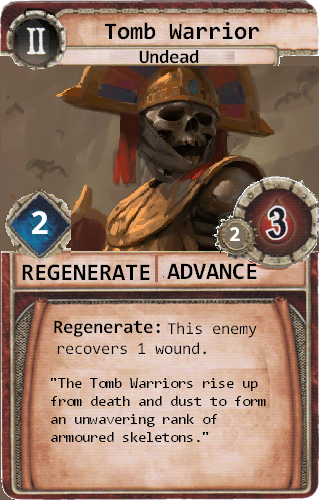 II
Tomb Warrior
Undead
2
2
3
REGENERATE ADVANCE
Regenerate: This enemy
recovers 1 wound.
"The Tomb Warriors rise up
from death and dust to form
an unwavering rank of
armoured skeletons."